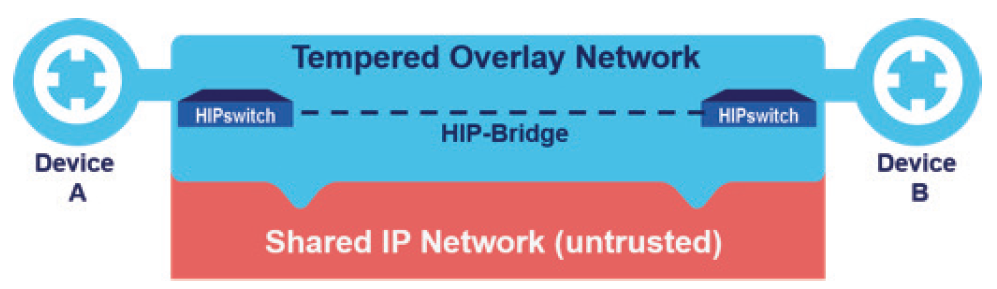 Tempered Overlay Network
HIPswitch
HIPswitch
HIP-Bridge
Device
A
Device
B
Shared IP Network (untrusted)